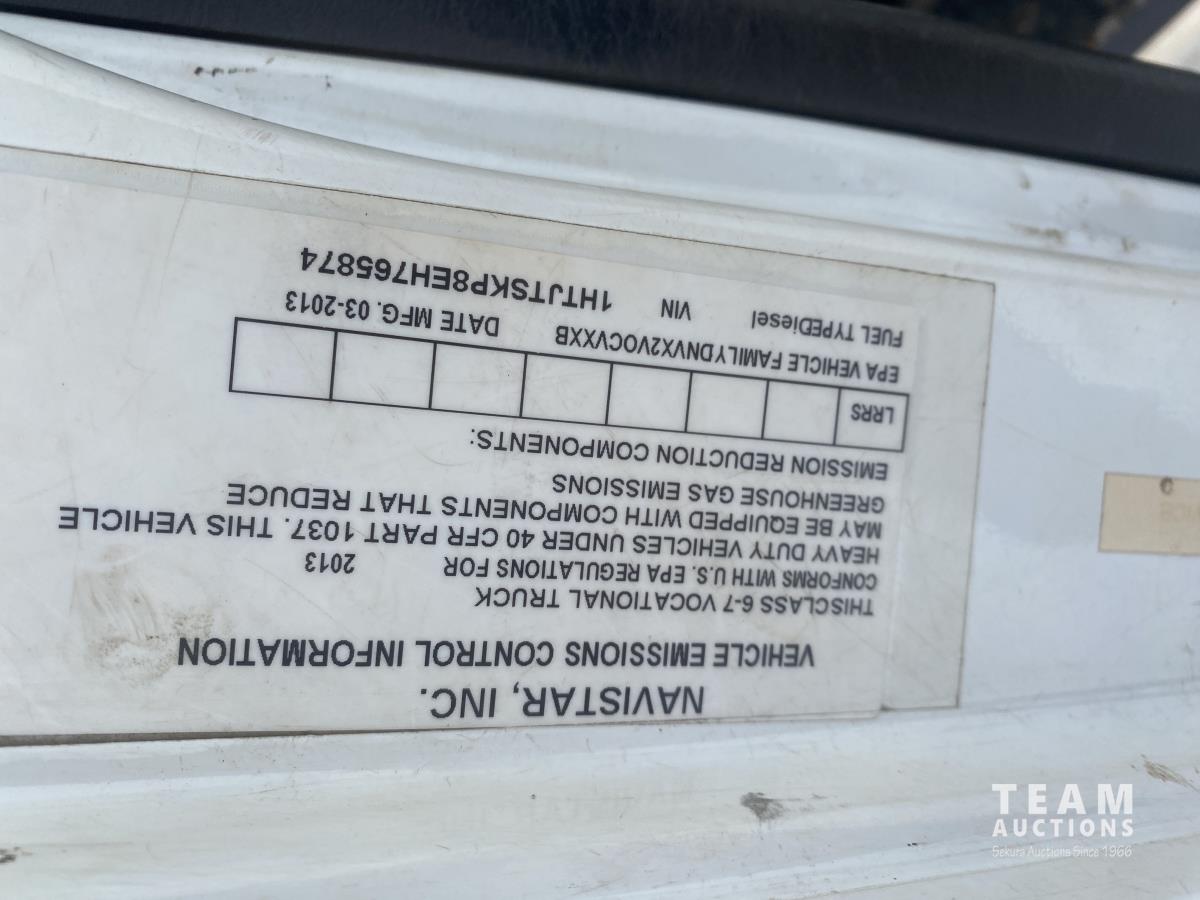 NAVISTAR, INC.
VEHICLE EMISSIONS CONTROL INFORMATION
THISCLASS 6-7 VOCATIONAL TRUCK
CONFORMS WITH U.S. EPA REGULATIONS FOR 2013
HEAVY DUTY VEHICLES UNDER 40 CFR PART 1037. THIS VEHICLE
MAY BE EQUIPPED WITH COMPONENTS THAT REDUCE
GREENHOUSE GAS EMISSIONS
EMISSION REDUCTION COMPONENTS:
LRRS
EPA VEHICLE FAMILYDNVX2VOCVXXB DATE MFG. 03-2013
FUEL TYPEDiesel VIN 1HTJTSKP8EH765874
TEAM
AUCTIONS
Sekura Auctions Since 1966